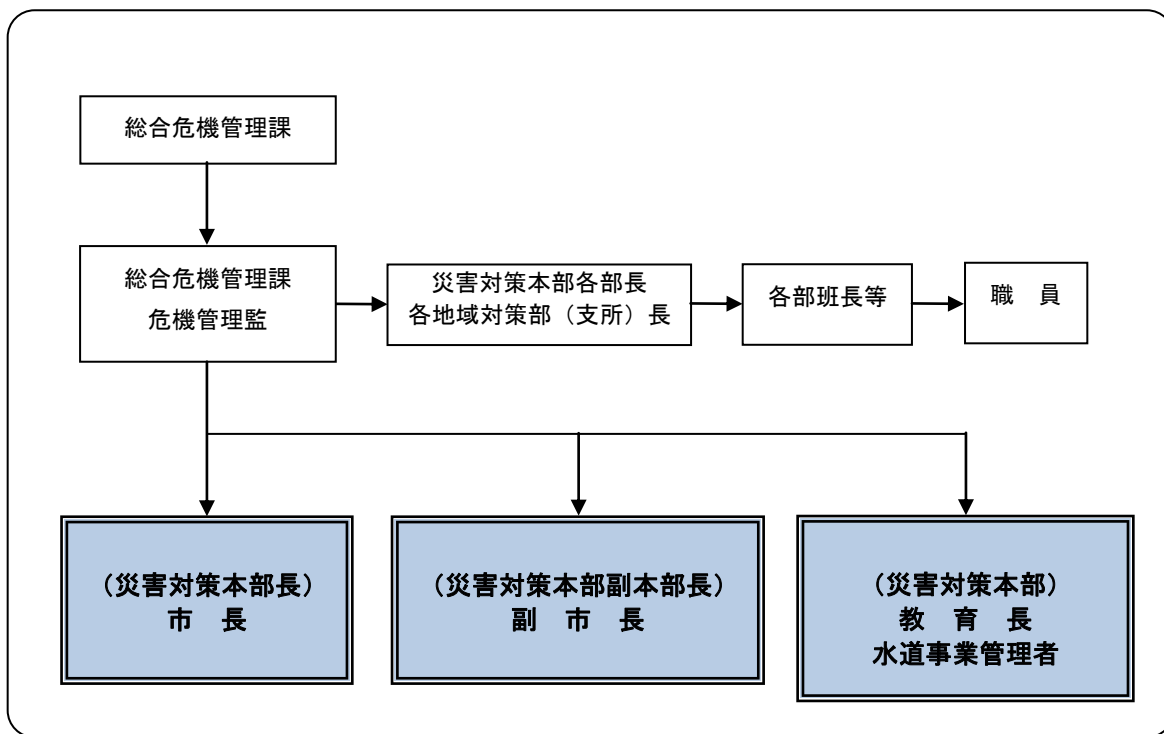 総合危機管理課
総合危機管理課
危機管理監
災害対策本部各部長
各地域対策部（支所）長
各部班長等
職　員
（災害対策本部長）
市　長
（災害対策本部副本部長）
副　市　長
（災害対策本部）
教　育　長
水道事業管理者